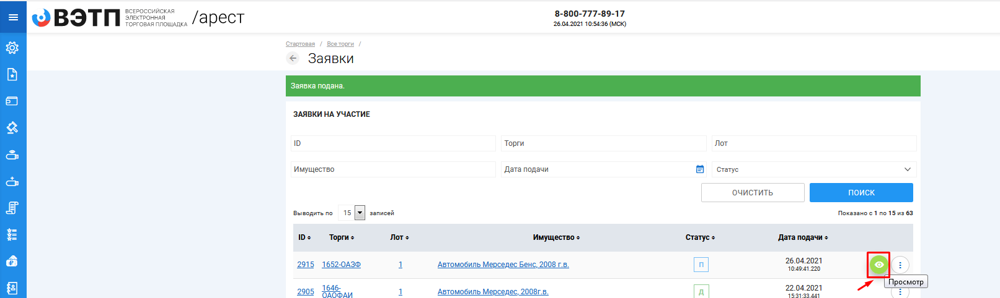 ВЭТП
ВСЕРОССИЙСКАЯ
ЭЛЕКТРОННАЯ
ТОРГОВАЯ ПЛОЩАДКА
/арест
8-800-777-89-17
26.04.2021 10:54:36 (МСК)
Стартовая / Все торги /
Заявки
Заявка подана.
ЗАЯВКИ НА УЧАСТИЕ
ID Торги Лот
Имущество Дата подачи Статус
ОЧИСТИТЬ ПОИСК
Выводить по 15 записей Показано с 1 по 15 из 63
ID Торги Лот Имущество Статус Дата подачи
2915 1652-ОАЗФ 1 Автомобиль Мерседес Бенс, 2008 г.в. П 26.04.2021
10:49:41.220
Просмотр
2905 1646-
ОАОФАИ 1 Автомобиль Мерседес, 2008г.в. Д 22.04.2021
15:31:33.441